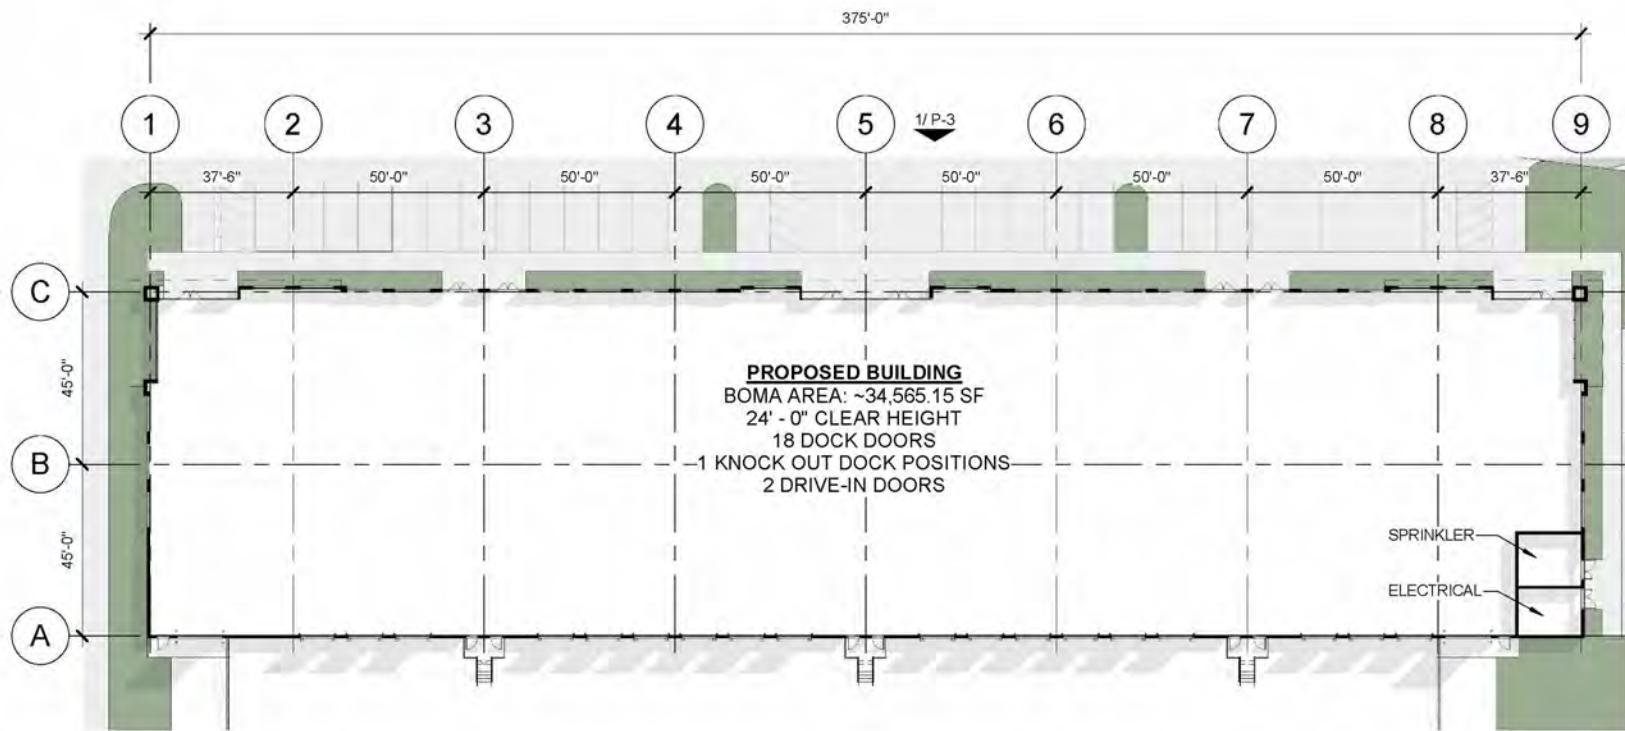 375'-0"
1 2 3 4 5 1/ P-3 6 7 8 9
37'-6" 50'-0" 50'-0" 50'-0" 50'-0" 50'-0" 50'-0" 37'-6"
C
45'-0"
PROPOSED BUILDING
BOMA AREA: ~34,565.15 SF
24' - 0" CLEAR HEIGHT
18 DOCK DOORS
B
1 KNOCK OUT DOCK POSITIONS
2 DRIVE-IN DOORS
45'-0"
SPRINKLER
ELECTRICAL
A